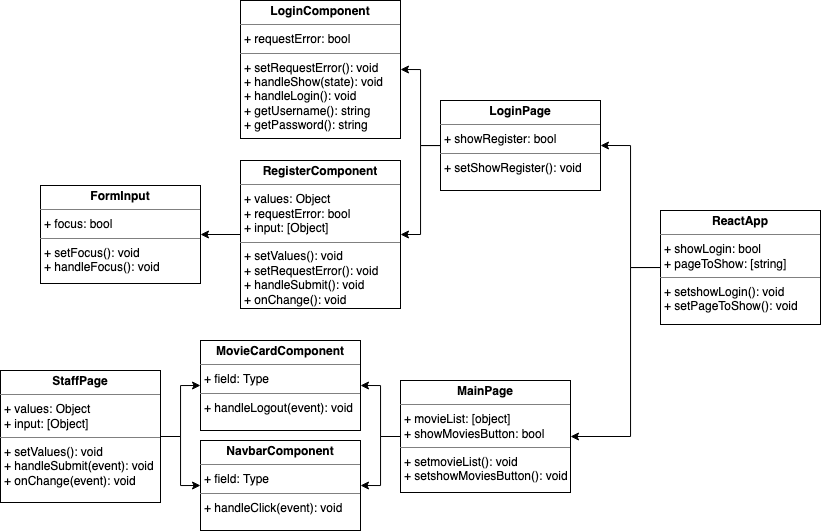 LoginComponent
+ requestError: bool
+ setRequestError(): void
+ handleShow(state): void
+ handleLogin(): void
+ getUsername(): string
+ getPassword(): string
LoginPage
+ showRegister: bool
+ setShowRegister(): void
RegisterComponent
+ values: Object
+ requestError: bool
+ input: [Object]
+ setValues(): void
+ setRequestError(): void
+ handleSubmit(): void
+ onChange(): void
FormInput
+ focus: bool
+ setFocus(): void
+ handleFocus(): void
ReactApp
+ showLogin: bool
+ pageToShow: [string]
+ setshowLogin(): void
+ setPageToShow(): void
MovieCardComponent
+ field: Type
+ handleLogout(event): void
StaffPage
+ values: Object
+ input: [Object]
+ setValues(): void
+ handleSubmit(event): void
+ onChange(event): void
MainPage
+ movieList: [object]
+ showMoviesButton: bool
+ setmovieList(): void
+ setshowMoviesButton(): void
NavbarComponent
+ field: Type
+ handleClick(event): void